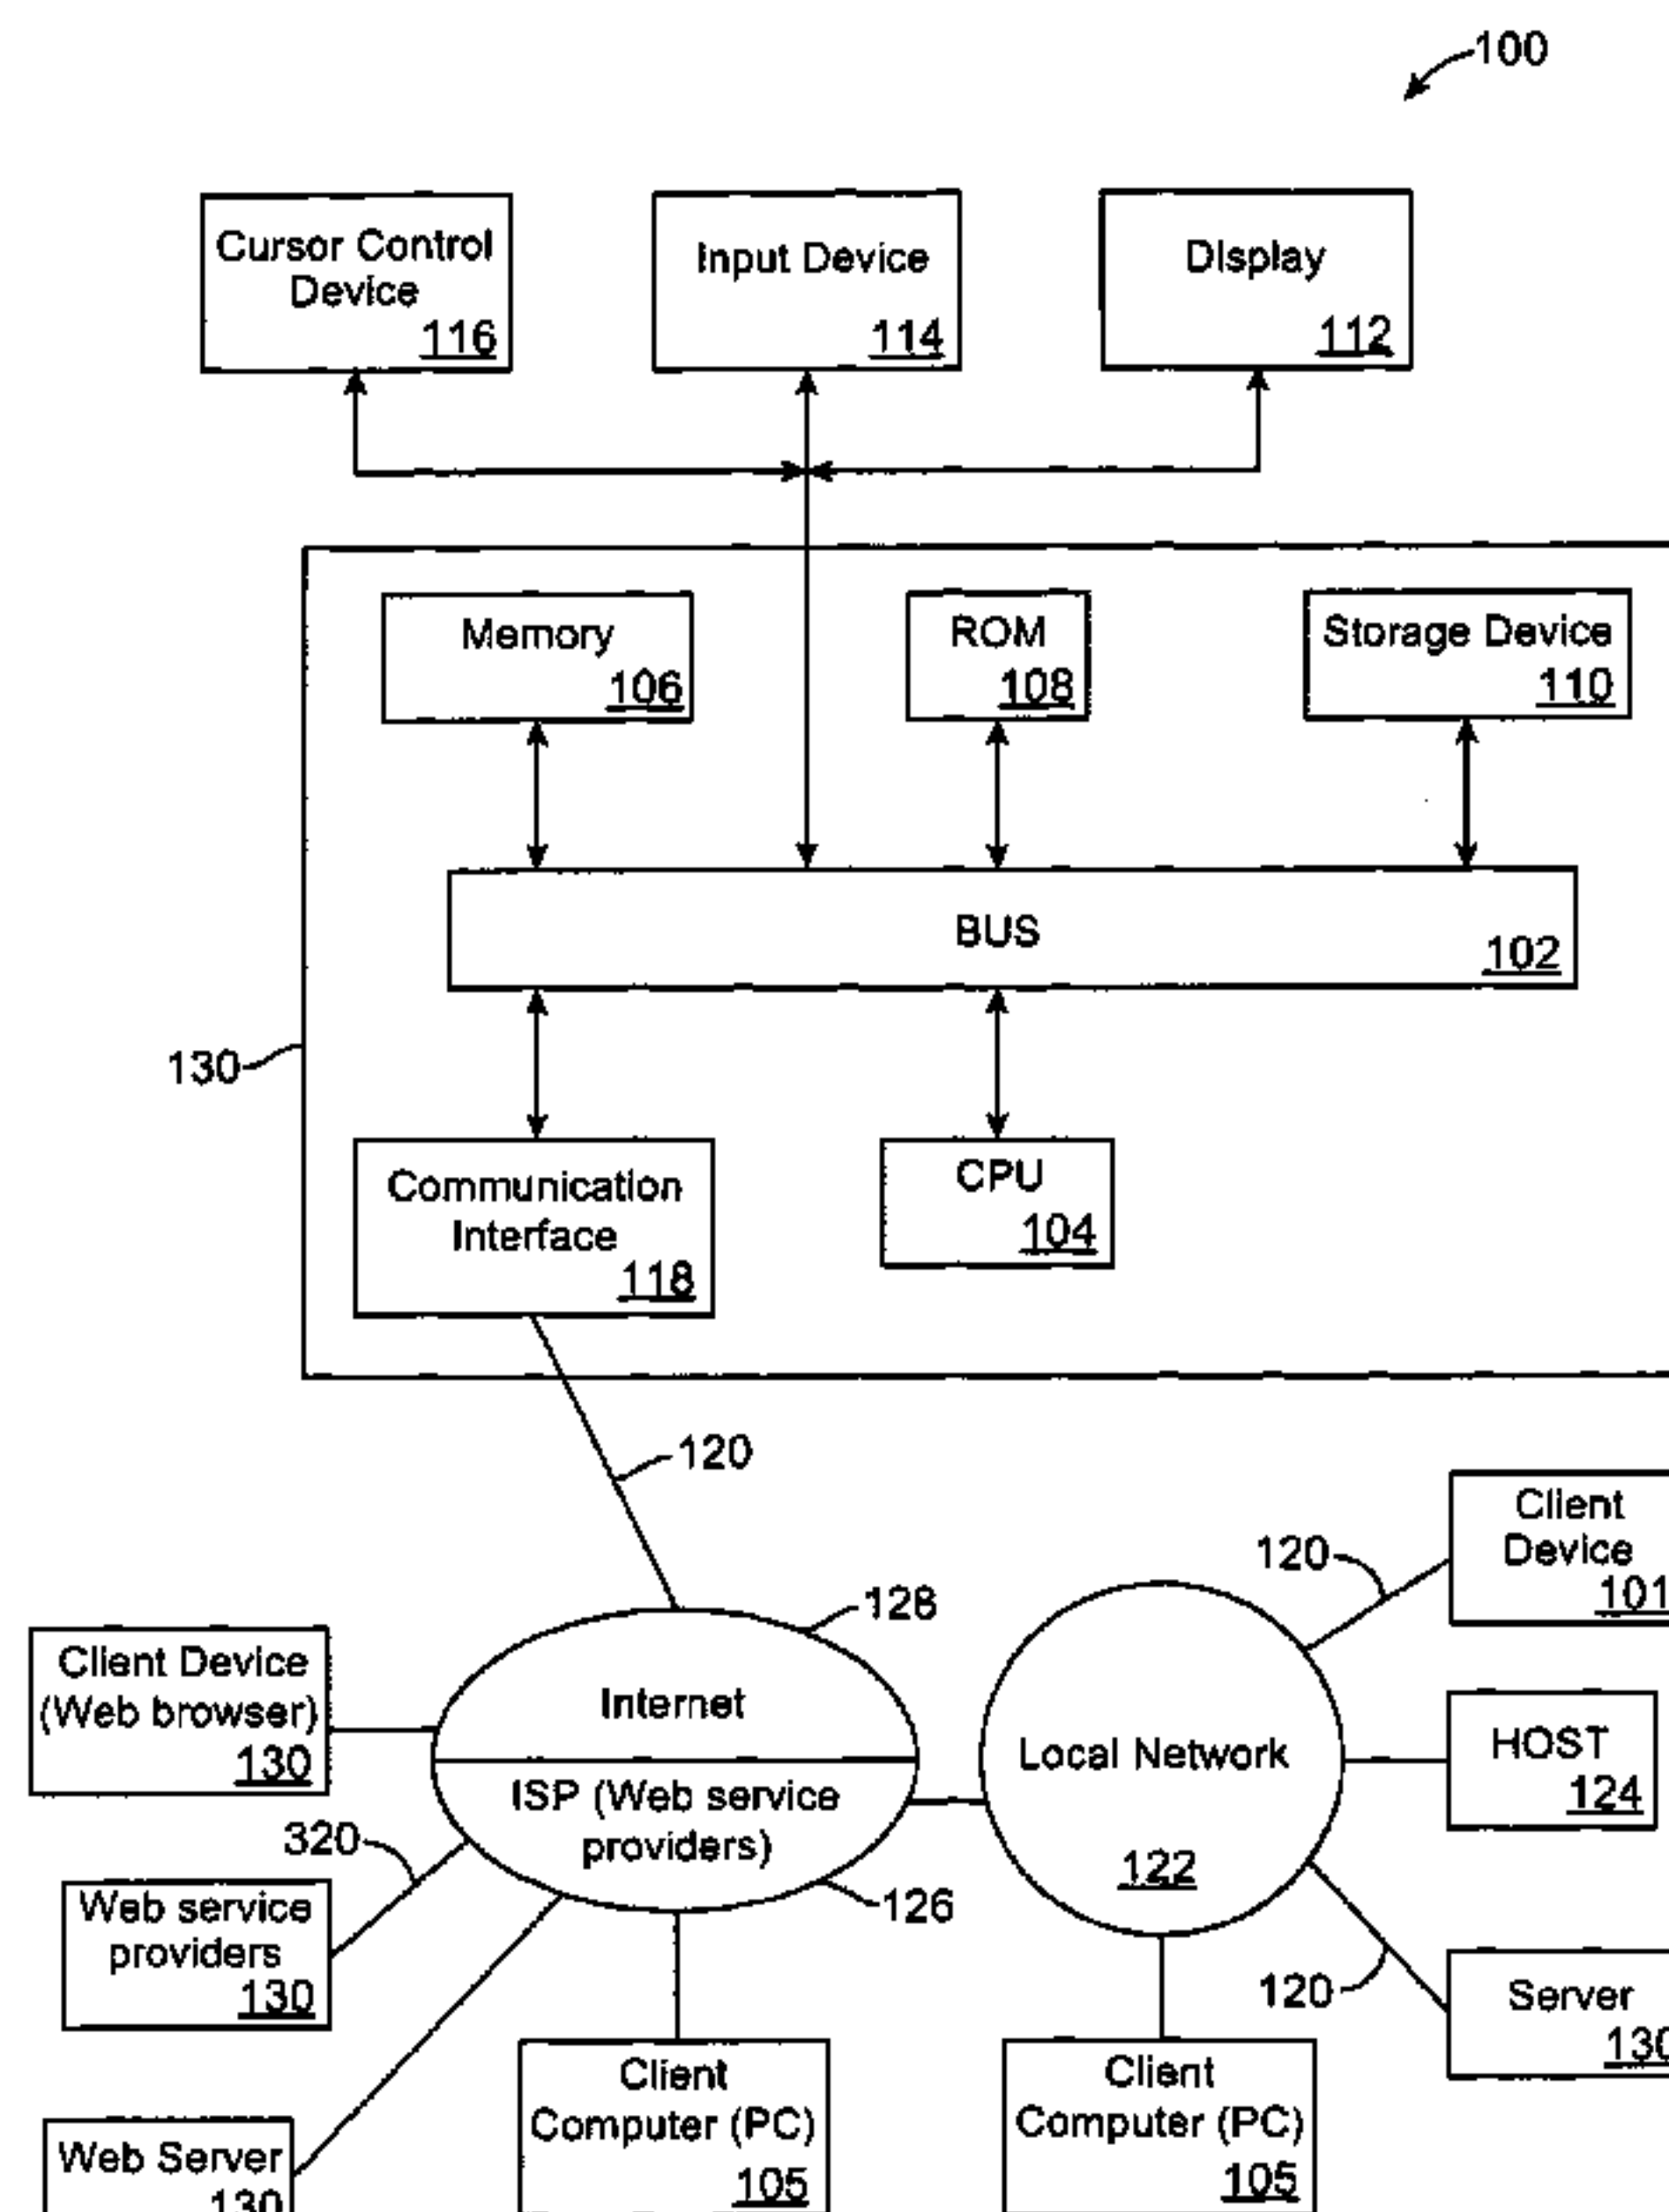 100
Cursor Control
Device
116
Input Device
114
Display
112
Memory
106
ROM
108
Storage Device
110
BUS
102
130
Communication
Interface
118
CPU
104
120
Client
Device
101
120
128
Client Device
(Web browser)
130
Internet
ISP (Web service
providers)
126
Local Network
122
HOST
124
320
Web service
providers
130
120
Server
130
Client
Computer (PC)
105
Client
Computer (PC)
105
Web Server
130